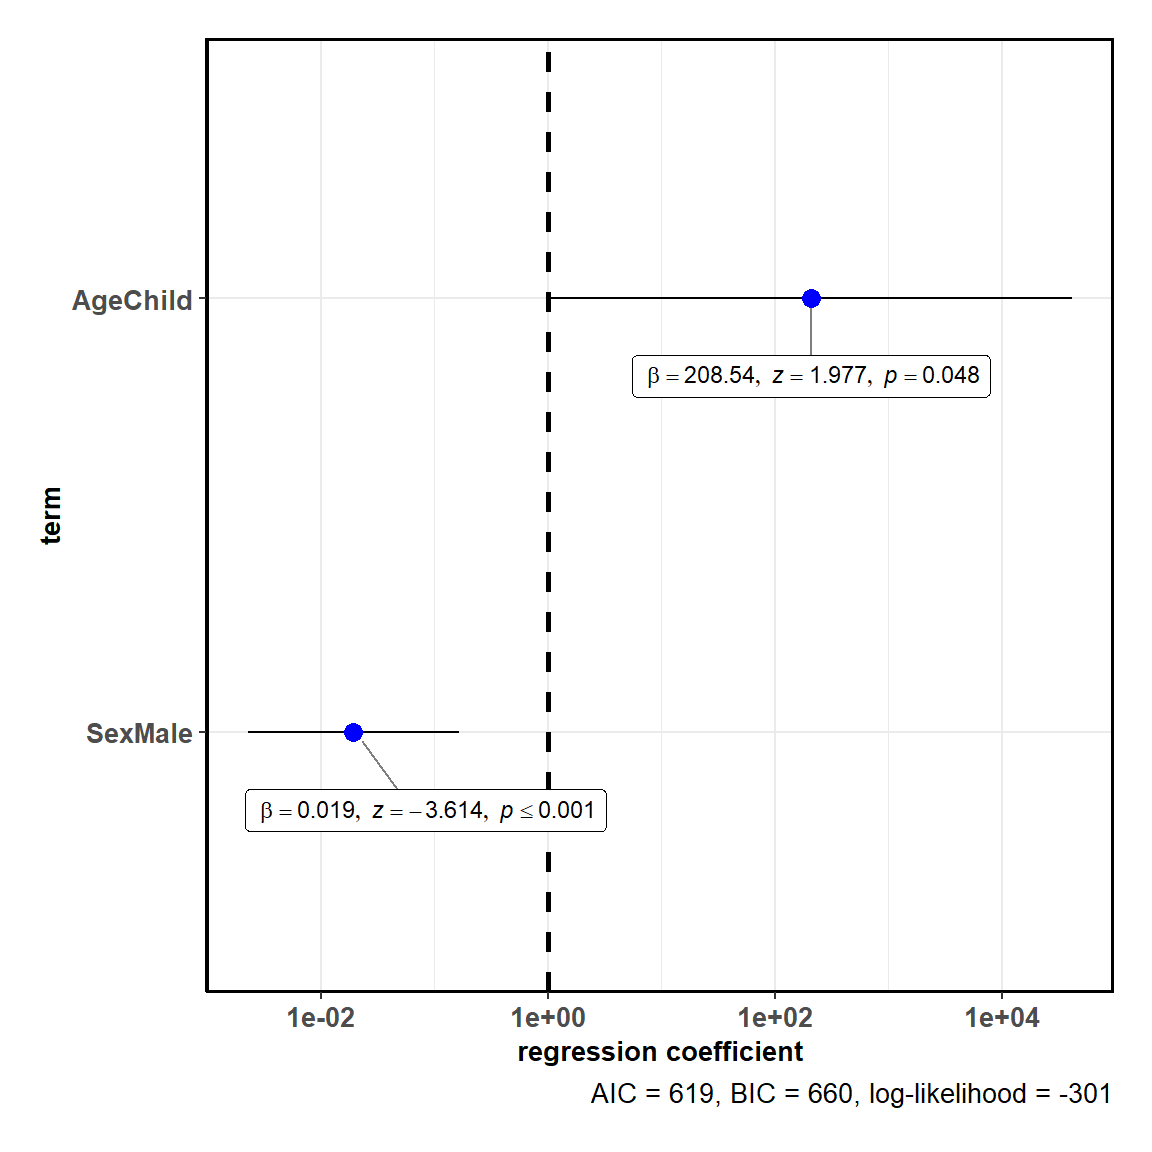 AgeChild
β = 208.54, z = 1.977, p = 0.048
term
SexMale
β = 0.019, z = −3.614, p ≤ 0.001
1e-02 1e+00 1e+02 1e+04
regression coefficient
AIC = 619, BIC = 660, log-likelihood = -301